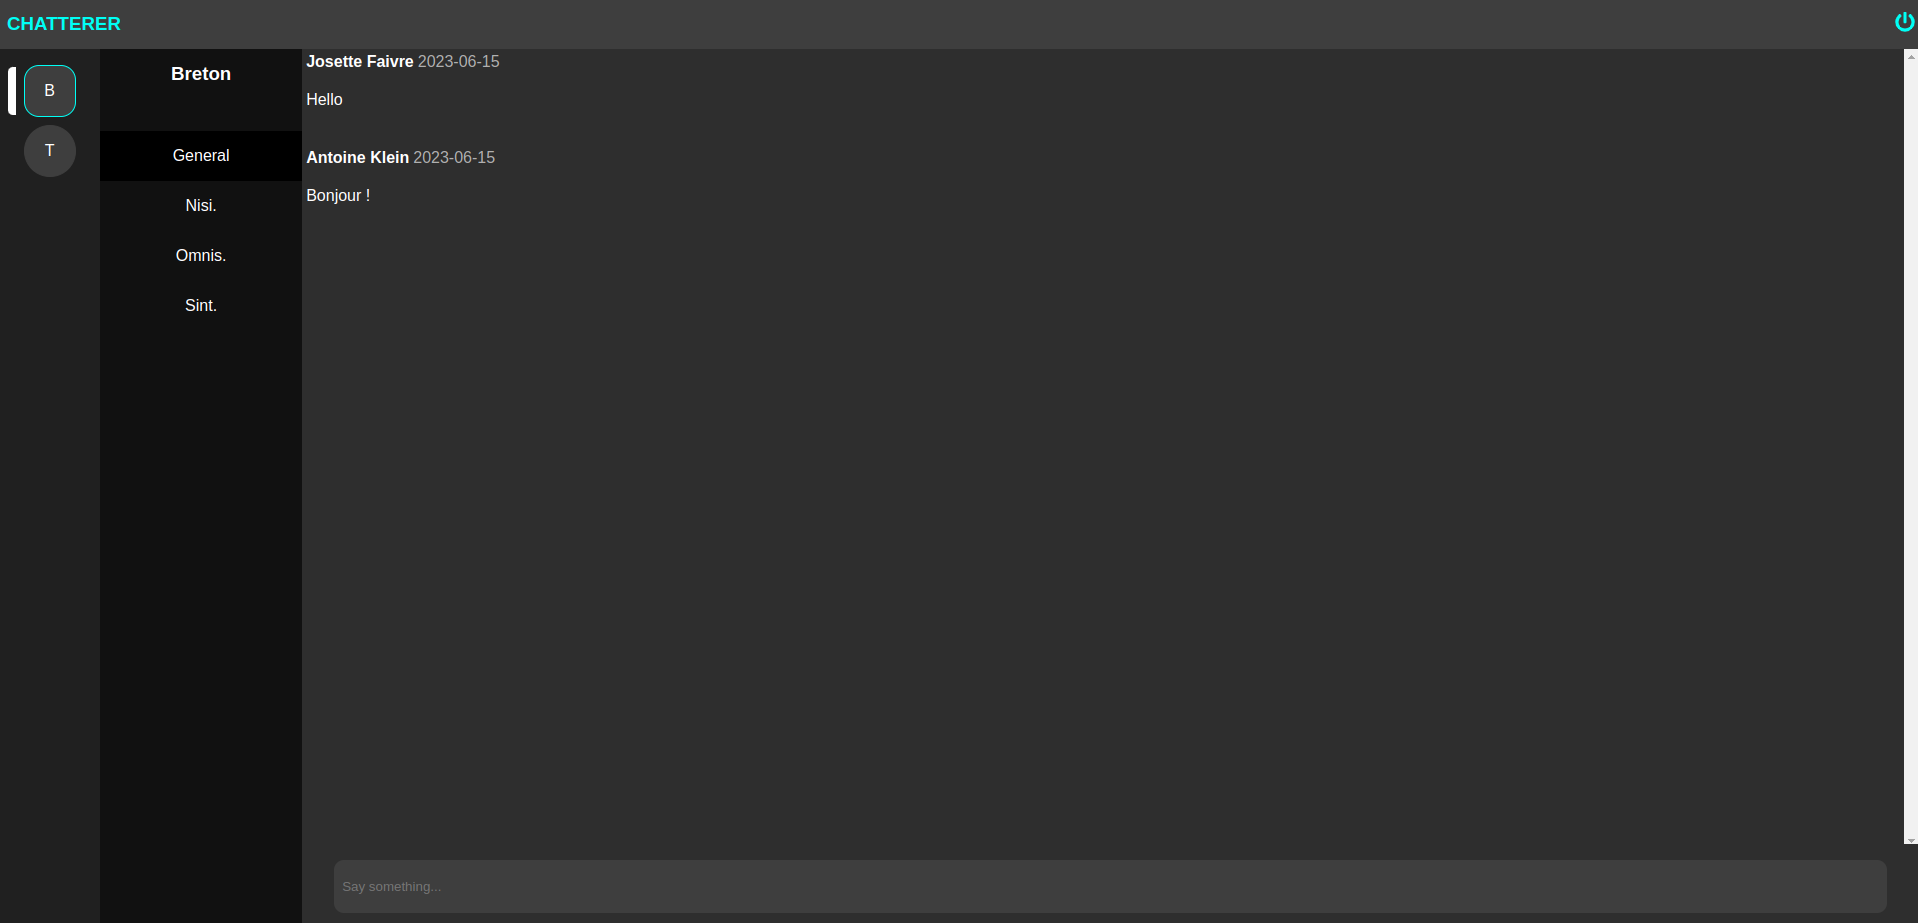 CHATTERER
B
T
Breton
General
Nisi.
Omnis.
Sint.
Josette Faivre 2023-06-15
Hello
Antoine Klein 2023-06-15
Bonjour !
Say something...